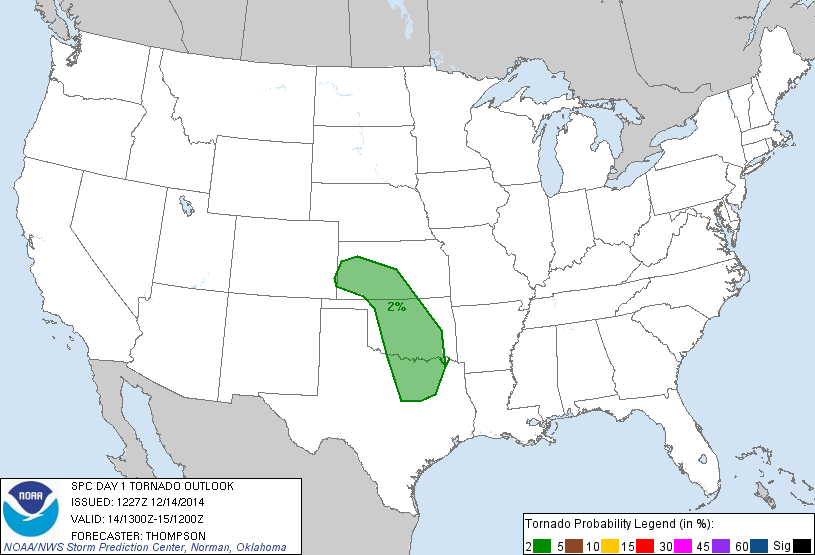 2%
NOAA
SPC DAY 1 TORNADO OUTLOOK
ISSUED: 1227Z 12/14/2014
VALID: 14/1300Z-15/1200Z
FORECASTER: THOMPSON
NOAA/NWS Storm Prediction Center, Norman, Oklahoma
Tornado Probability Legend (in %):
2 5 10 15 30 45 60 Sig